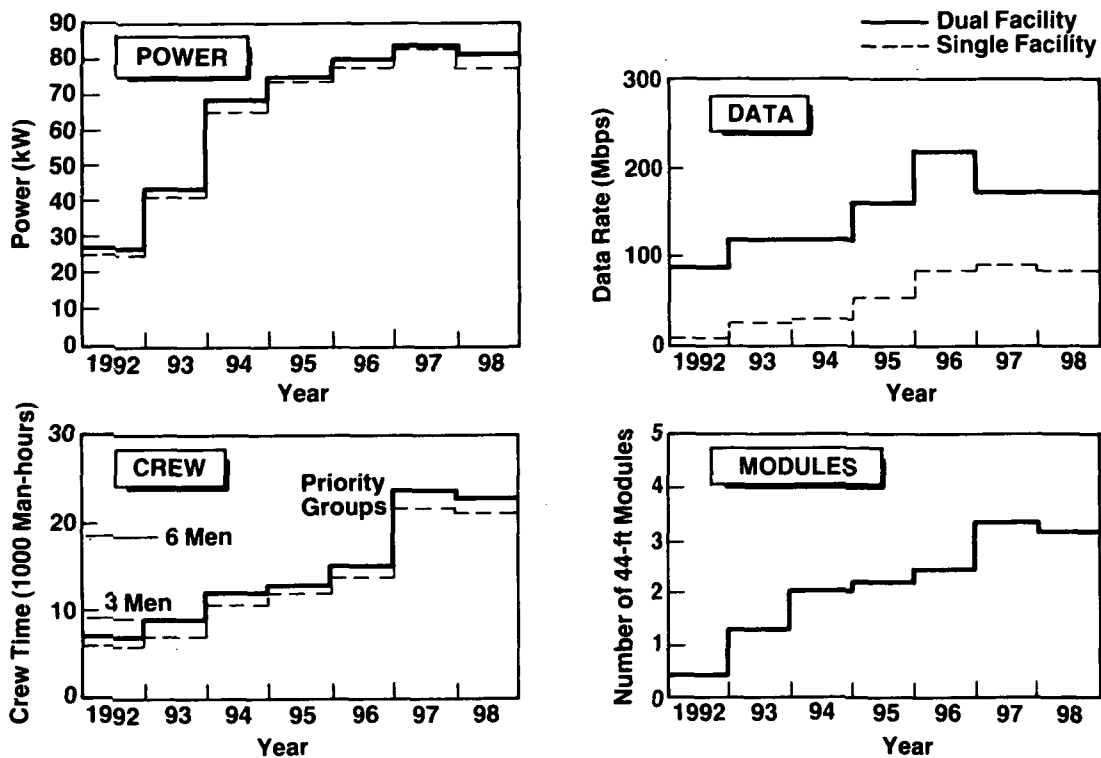 Dual Facility
Single Facility
POWER
Power (kW)
90
80
70
60
50
40
30
20
10
0
1992 93 94 95 96 97 98
Year
DATA
Data Rate (Mbps)
300
200
100
0
1992 93 94 95 96 97 98
Year
CREW
Crew Time (1000 Man-hours)
30
20
10
0
Priority
Groups
6 Men
3 Men
1992 93 94 95 96 97 98
Year
MODULES
Number of 44-ft Modules
5
4
3
2
1
0
1992 93 94 95 96 97 98
Year